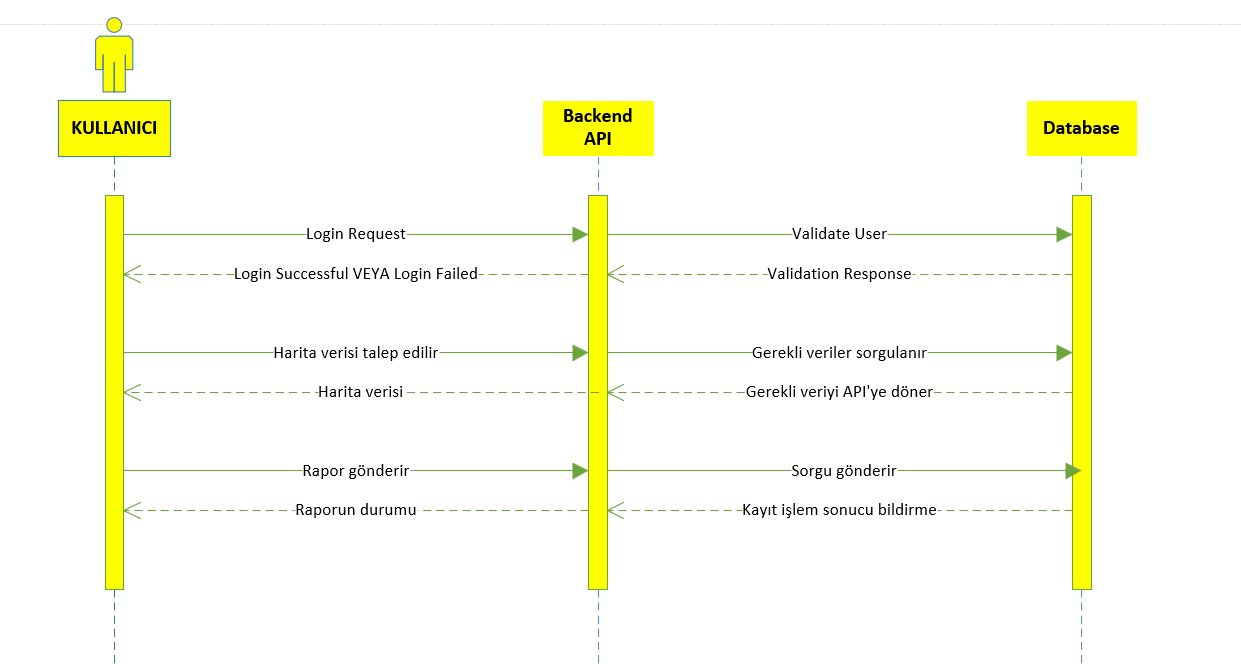 KULLANICI
Backend
API
Database
Login Request
Validate User
Login Successful VEYA Login Failed
Validation Response
Harita verisi talep edilir
Gerekli veriler sorgulanır
Harita verisi
Gerekli veriyi API'ye döner
Rapor gönderir
Sorgu gönderir
Raporun durumu
Kayıt işlem sonucu bildirme